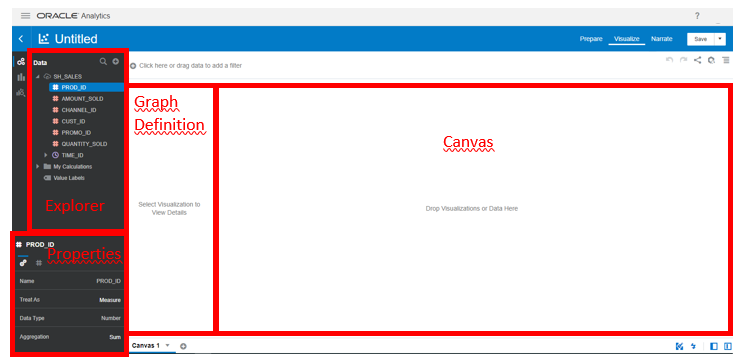 ORACLE Analytics
?
Untitled
Prepare Visualize Narrate Save
Data
Click here or drag data to add a filter
SH_SALES
PROD_ID
AMOUNT_SOLD
CHANNEL_ID
CUST_ID
PROMO_ID
QUANTITY_SOLD
TIME_ID
My Calculations
Value Labels
Explorer
Graph
Definition
Select Visualization to
View Details
Canvas
Drop Visualizations or Data Here
PROD_ID
Properties
Name PROD_ID
Treat As Measure
Data Type Number
Aggregation Sum
Canvas 1